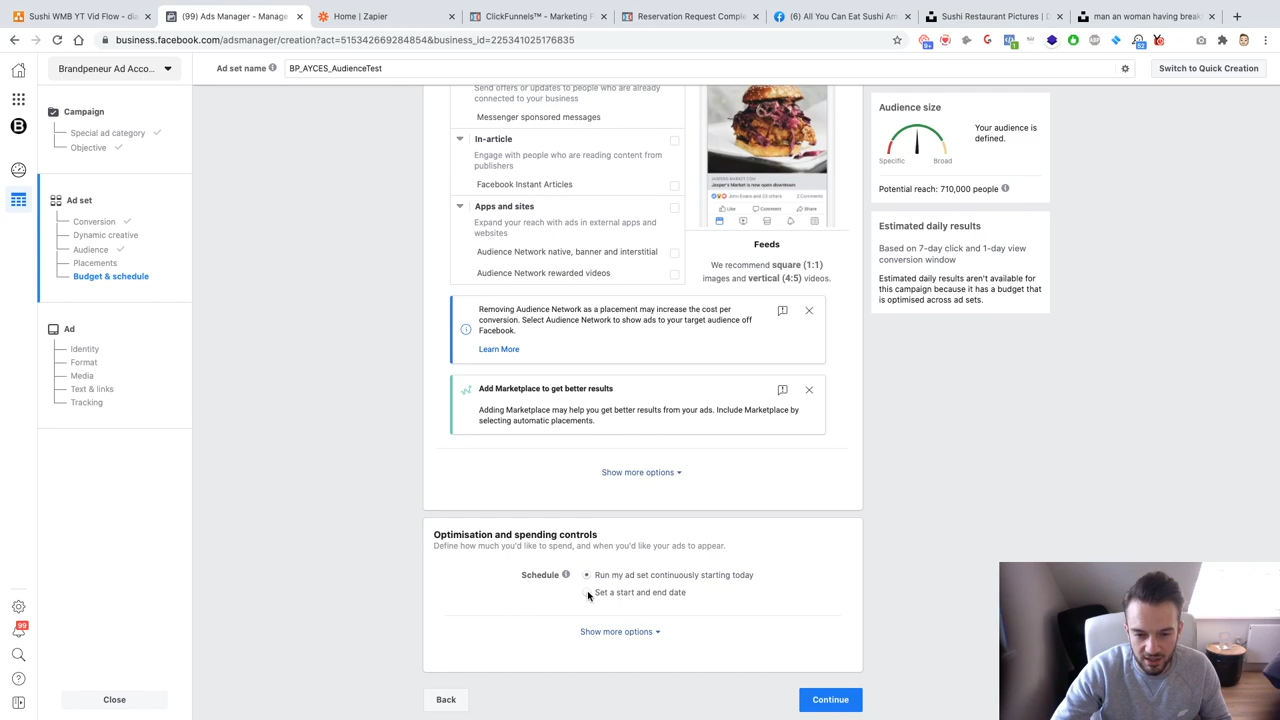 Sushi WMB YT Vid Flow - dia
(99) Ads Manager - Manage
Home | Zapier
ClickFunnels™ - Marketing F
Reservation Request Comple
(6) All You Can Eat Sushi Am
Sushi Restaurant Pictures | D
man an woman having break
business.facebook.com/adsmanager/creation?act=515342669284854&business_id=225341025176835
Brandpeneur Ad Acco...
Ad set name
BP_AYCES_AudienceTest
Switch to Quick Creation
Campaign
Special ad category
Objective
Ad set
Conversion
Dynamic creative
Audience
Placements
Budget & schedule
Ad
Identity
Format
Media
Text & links
Tracking
Close
99
Send offers or updates to people who are already
connected to your business
Messenger sponsored messages
In-article
Engage with people who are reading content from
publishers
Facebook Instant Articles
Apps and sites
Expand your reach with ads in external apps and
websites
Audience Network native, banner and interstitial
Audience Network rewarded videos
Jasper's Market is now open downtown
Like
Comment
Share
Feeds
We recommend square (1:1)
images and vertical (4:5) videos.
Removing Audience Network as a placement may increase the cost per
conversion. Select Audience Network to show ads to your target audience off
Facebook.
Learn More
Add Marketplace to get better results
Adding Marketplace may help you get better results from your ads. Include Marketplace by
selecting automatic placements.
Show more options
Optimisation and spending controls
Define how much you'd like to spend, and when you'd like your ads to appear.
Schedule
Run my ad set continuously starting today
Set a start and end date
Show more options
Back
Continue
Audience size
Your audience is
defined.
Specific
Broad
Potential reach: 710,000 people
Estimated daily results
Based on 7-day click and 1-day view
conversion window
Estimated daily results aren't available for
this campaign because it has a budget that
is optimised across ad sets.